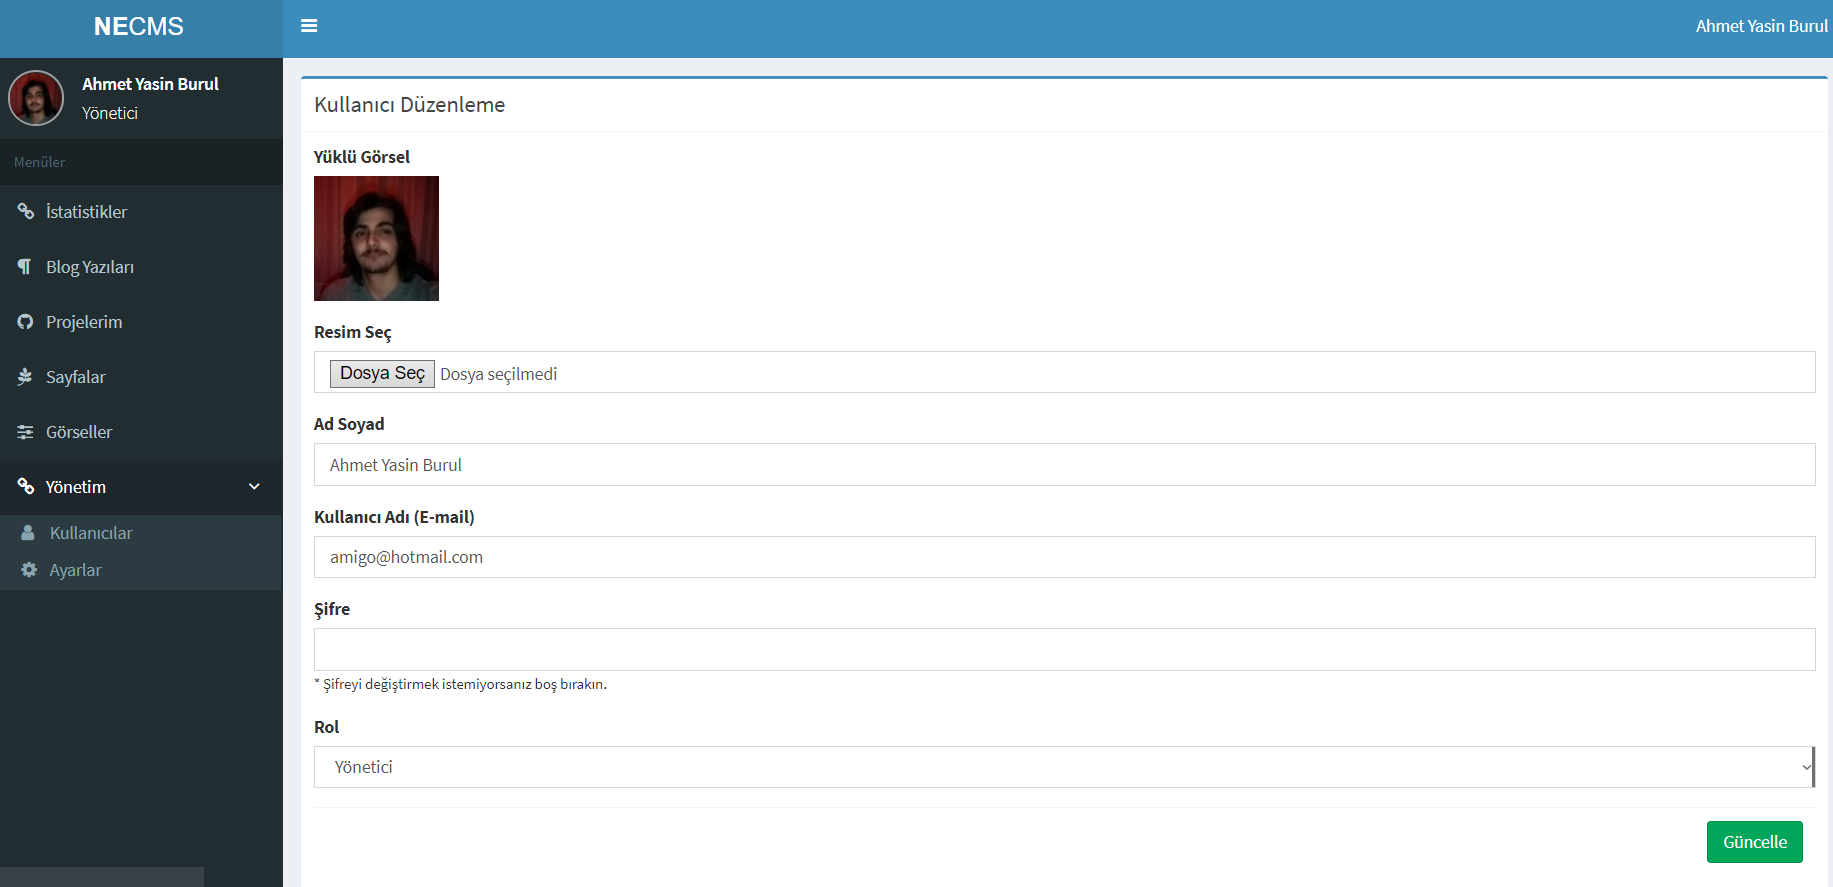 NECMS
Ahmet Yasin Burul
Ahmet Yasin Burul
Yönetici
Menüler
İstatistikler
Blog Yazıları
Projelerim
Sayfalar
Görseller
Yönetim
Kullanıcılar
Ayarlar
Kullanıcı Düzenleme
Yüklü Görsel
Resim Seç
Dosya Seç Dosya seçilmedi
Ad Soyad
Ahmet Yasin Burul
Kullanıcı Adı (E-mail)
amigo@hotmail.com
Şifre
* Şifreyi değiştirmek istemiyorsanız boş bırakın.
Rol
Yönetici
Güncelle